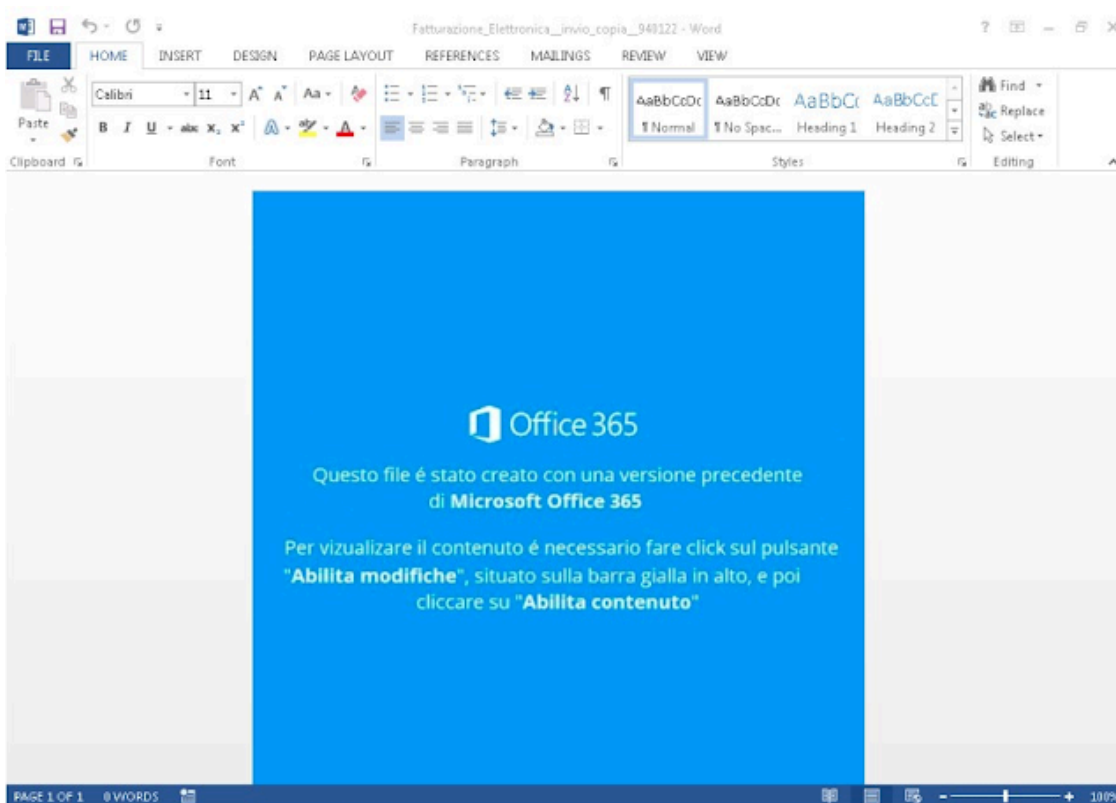 Fatturazione_Elettronica__invio_copia__940122 - Word
FILE HOME INSERT DESIGN PAGE LAYOUT REFERENCES MAILINGS REVIEW VIEW
Calibri 11
Paste
Clipboard
Font
Paragraph
AaBbCcDc AaBbCcDc AaBbCc AaBbCcC
¶ Normal ¶ No Spac... Heading 1 Heading 2
Styles
Find
Replace
Select
Editing
Office 365
Questo file é stato creato con una versione precedente
di Microsoft Office 365
Per vizualizare il contenuto é necessario fare click sul pulsante
"Abilita modifiche", situato sulla barra gialla in alto, e poi
cliccare su "Abilita contenuto"
PAGE 1 OF 1 0 WORDS